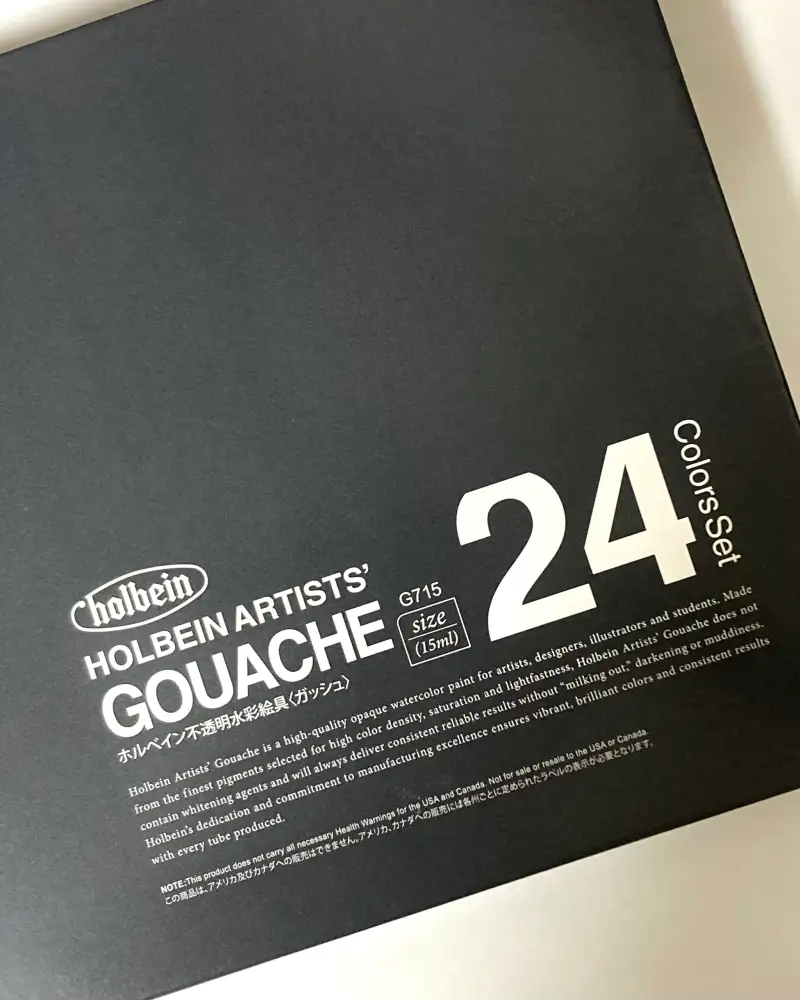 holbein
HOLBEIN ARTISTS'
GOUACHE
G715
size
(15ml)
24
Colors Set
ホルベイン不透明水彩絵具〈ガッシュ〉
Holbein Artists' Gouache is a high-quality opaque watercolor paint for artists, designers, illustrators and students. Made
from the finest pigments selected for high color density, saturation and lightfastness, Holbein Artists' Gouache does not
contain whitening agents and will always deliver consistent reliable results without "milking out," darkening or muddiness.
Holbein's dedication and commitment to manufacturing excellence ensures vibrant, brilliant colors and consistent results
with every tube produced.
NOTE:This product does not carry all necessary Health Warnings for the USA and Canada. Not for sale or resale to the USA or Canada.
この商品は、アメリカ及びカナダへの販売はできません。アメリカ、カナダへの販売には各州ごとに定められたラベルの表示が必要となります。